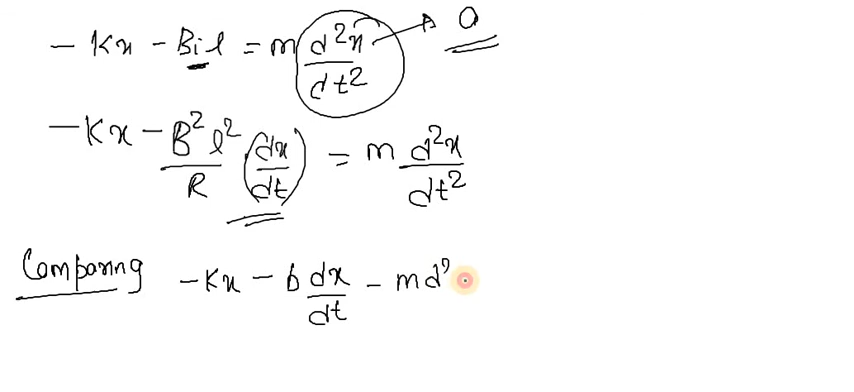 -Kx - Bil = m d²x/dt² → a
-Kx - B²l²/R (dx/dt) = m d²x/dt²
Comparing -Kx - b dx/dt - md²